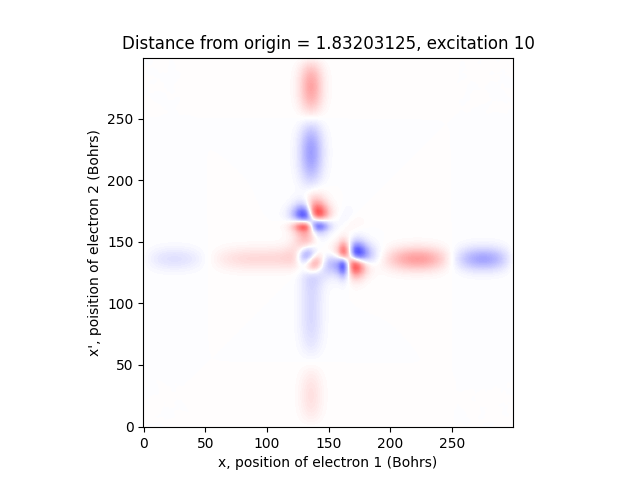 Distance from origin = 1.83203125, excitation 10
x', poisition of electron 2 (Bohrs)
250
200
150
100
50
0
0 50 100 150 200 250
x, position of electron 1 (Bohrs)